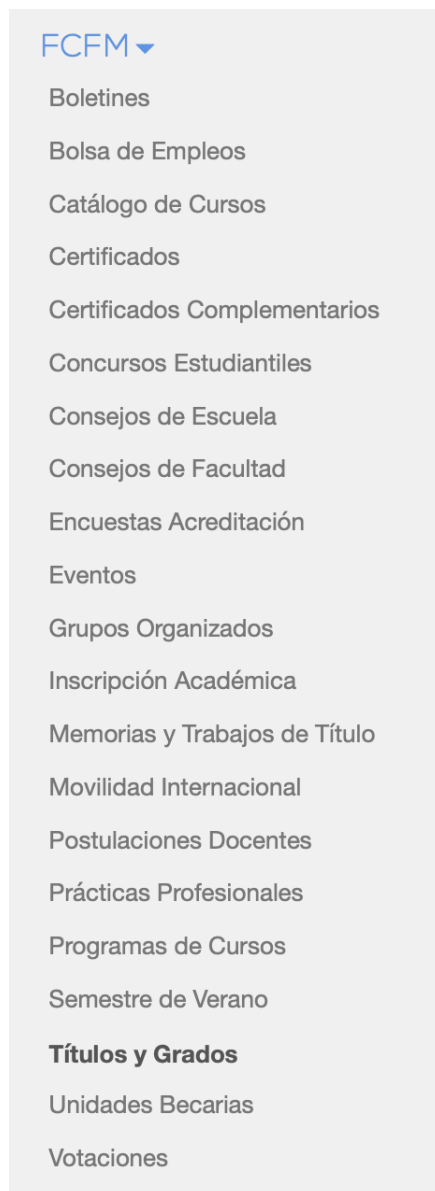 FCFM
Boletines
Bolsa de Empleos
Catálogo de Cursos
Certificados
Certificados Complementarios
Concursos Estudiantiles
Consejos de Escuela
Consejos de Facultad
Encuestas Acreditación
Eventos
Grupos Organizados
Inscripción Académica
Memorias y Trabajos de Título
Movilidad Internacional
Postulaciones Docentes
Prácticas Profesionales
Programas de Cursos
Semestre de Verano
Títulos y Grados
Unidades Becarias
Votaciones